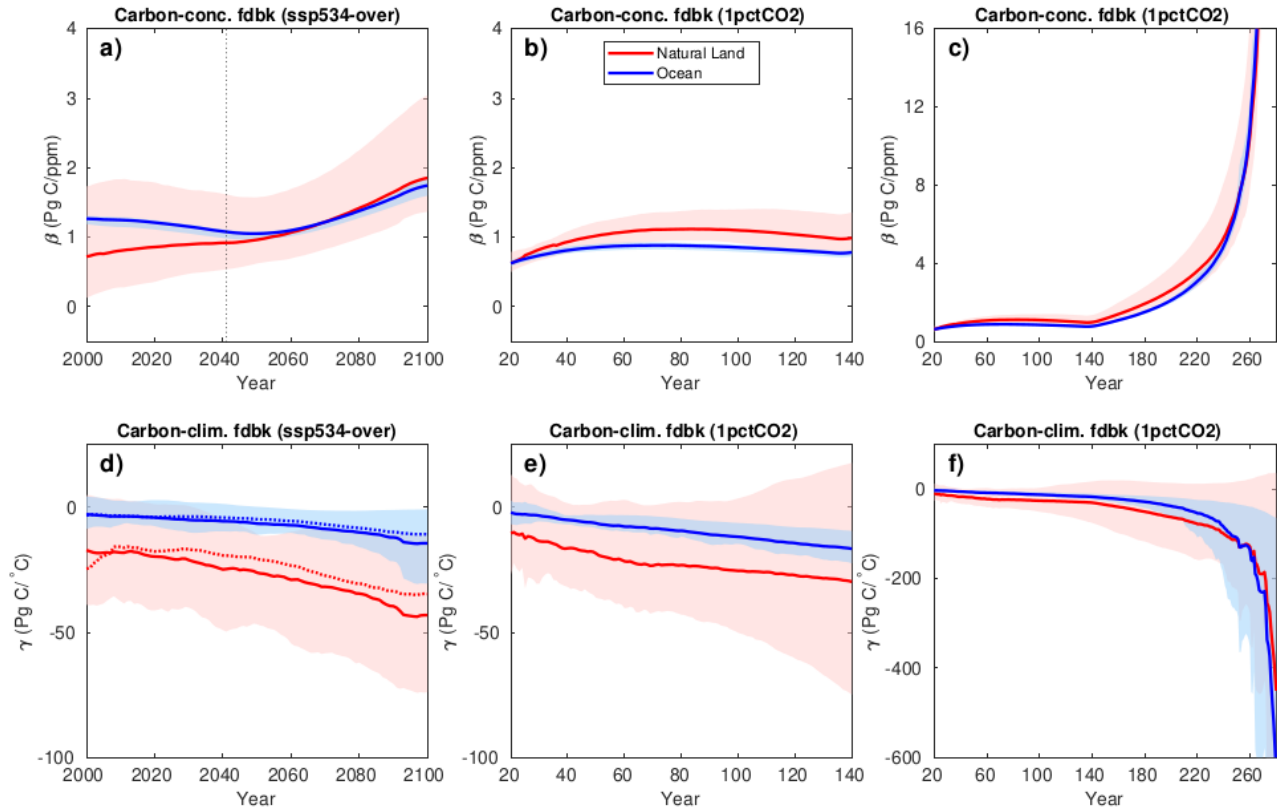 Carbon-conc. fdbk (ssp534-over)
a)
4
3
2
1
0
β (Pg C/ppm)
2000 2020 2040 2060 2080 2100
Year
Carbon-conc. fdbk (1pctCO2)
b)
Natural Land
Ocean
4
3
2
1
0
β (Pg C/ppm)
20 40 60 80 100 120 140
Year
Carbon-conc. fdbk (1pctCO2)
c)
16
12
8
4
0
β (Pg C/ppm)
20 60 100 140 180 220 260
Year
Carbon-clim. fdbk (ssp534-over)
d)
0
-50
-100
γ (Pg C/°C)
2000 2020 2040 2060 2080 2100
Year
Carbon-clim. fdbk (1pctCO2)
e)
0
-50
-100
γ (Pg C/°C)
20 40 60 80 100 120 140
Year
Carbon-clim. fdbk (1pctCO2)
f)
0
-200
-400
-600
γ (Pg C/°C)
20 60 100 140 180 220 260
Year